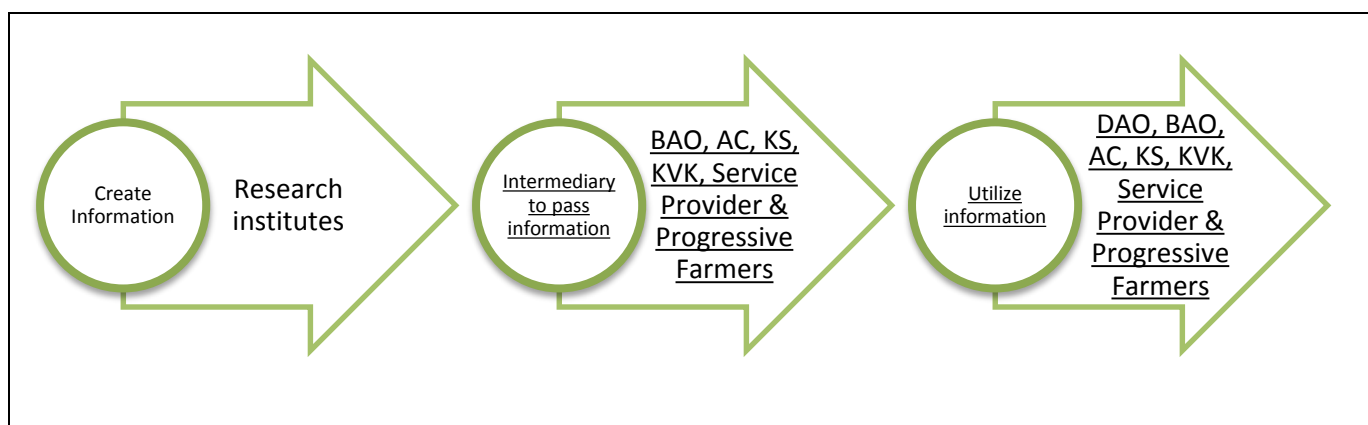 Create
Information
Research
institutes
Intermediary
to pass
information
BAO, AC, KS,
KVK, Service
Provider &
Progressive
Farmers
Utilize
information
DAO, BAO,
AC, KS, KVK,
Service
Provider &
Progressive
Farmers